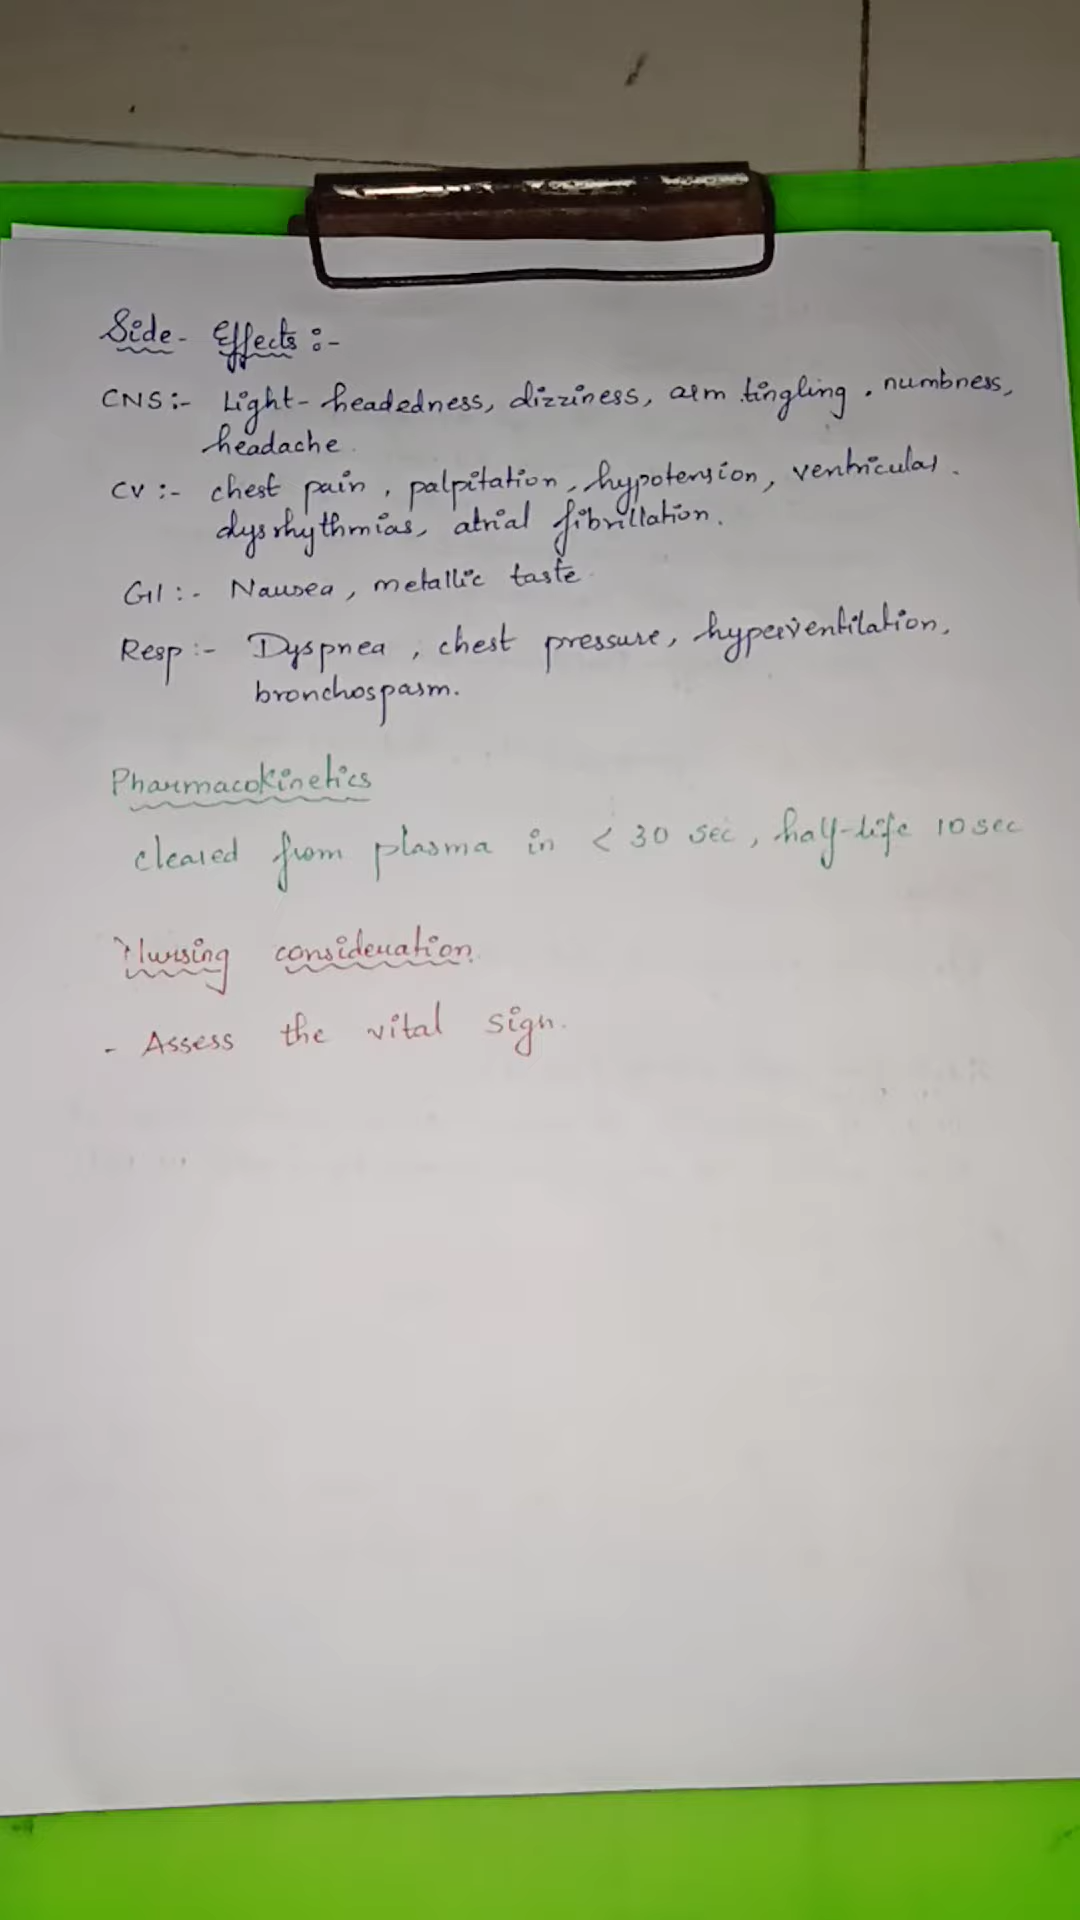 Side- Effects :-
CNS :- Light-headedness, dizziness, arm tingling, numbness,
headache.
CV :- chest pain, palpitation, hypotension, ventricular
dysrhythmias, atrial fibrillation.
GI :- Nausea, metallic taste
Resp :- Dyspnea, chest pressure, hyperventilation,
bronchospasm.
Pharmacokinetics
cleared from plasma in < 30 sec, half-life 10 sec
Nursing consideration.
- Assess the vital sign.